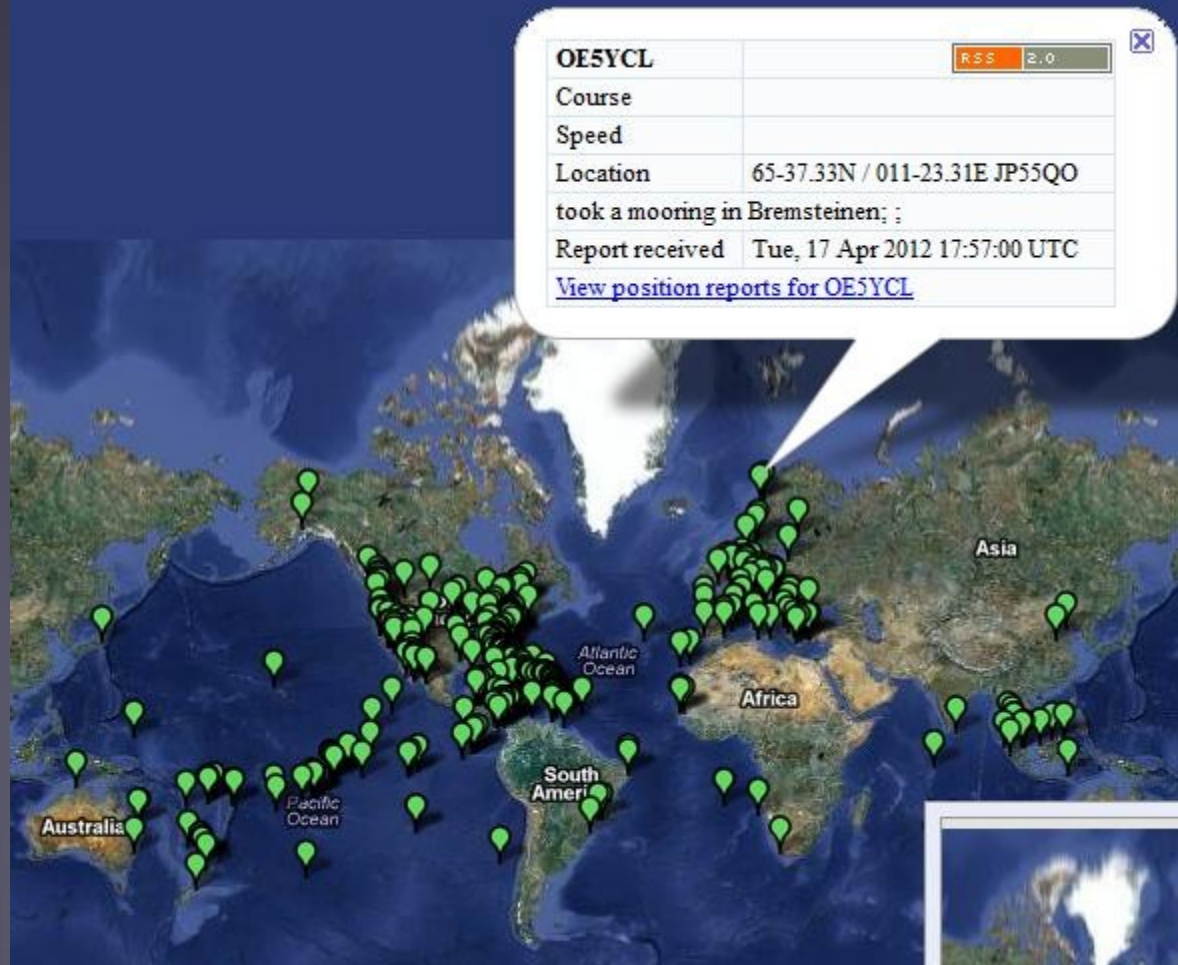 OE5YCL RSS 2.0
Course
Speed
Location 65-37.33N / 011-23.31E JP55QO
took a mooring in Bremsteinen; ;
Report received Tue, 17 Apr 2012 17:57:00 UTC
View position reports for OE5YCL
Asia
Atlantic
Ocean
Africa
South
Pacific
Ocean
Australia